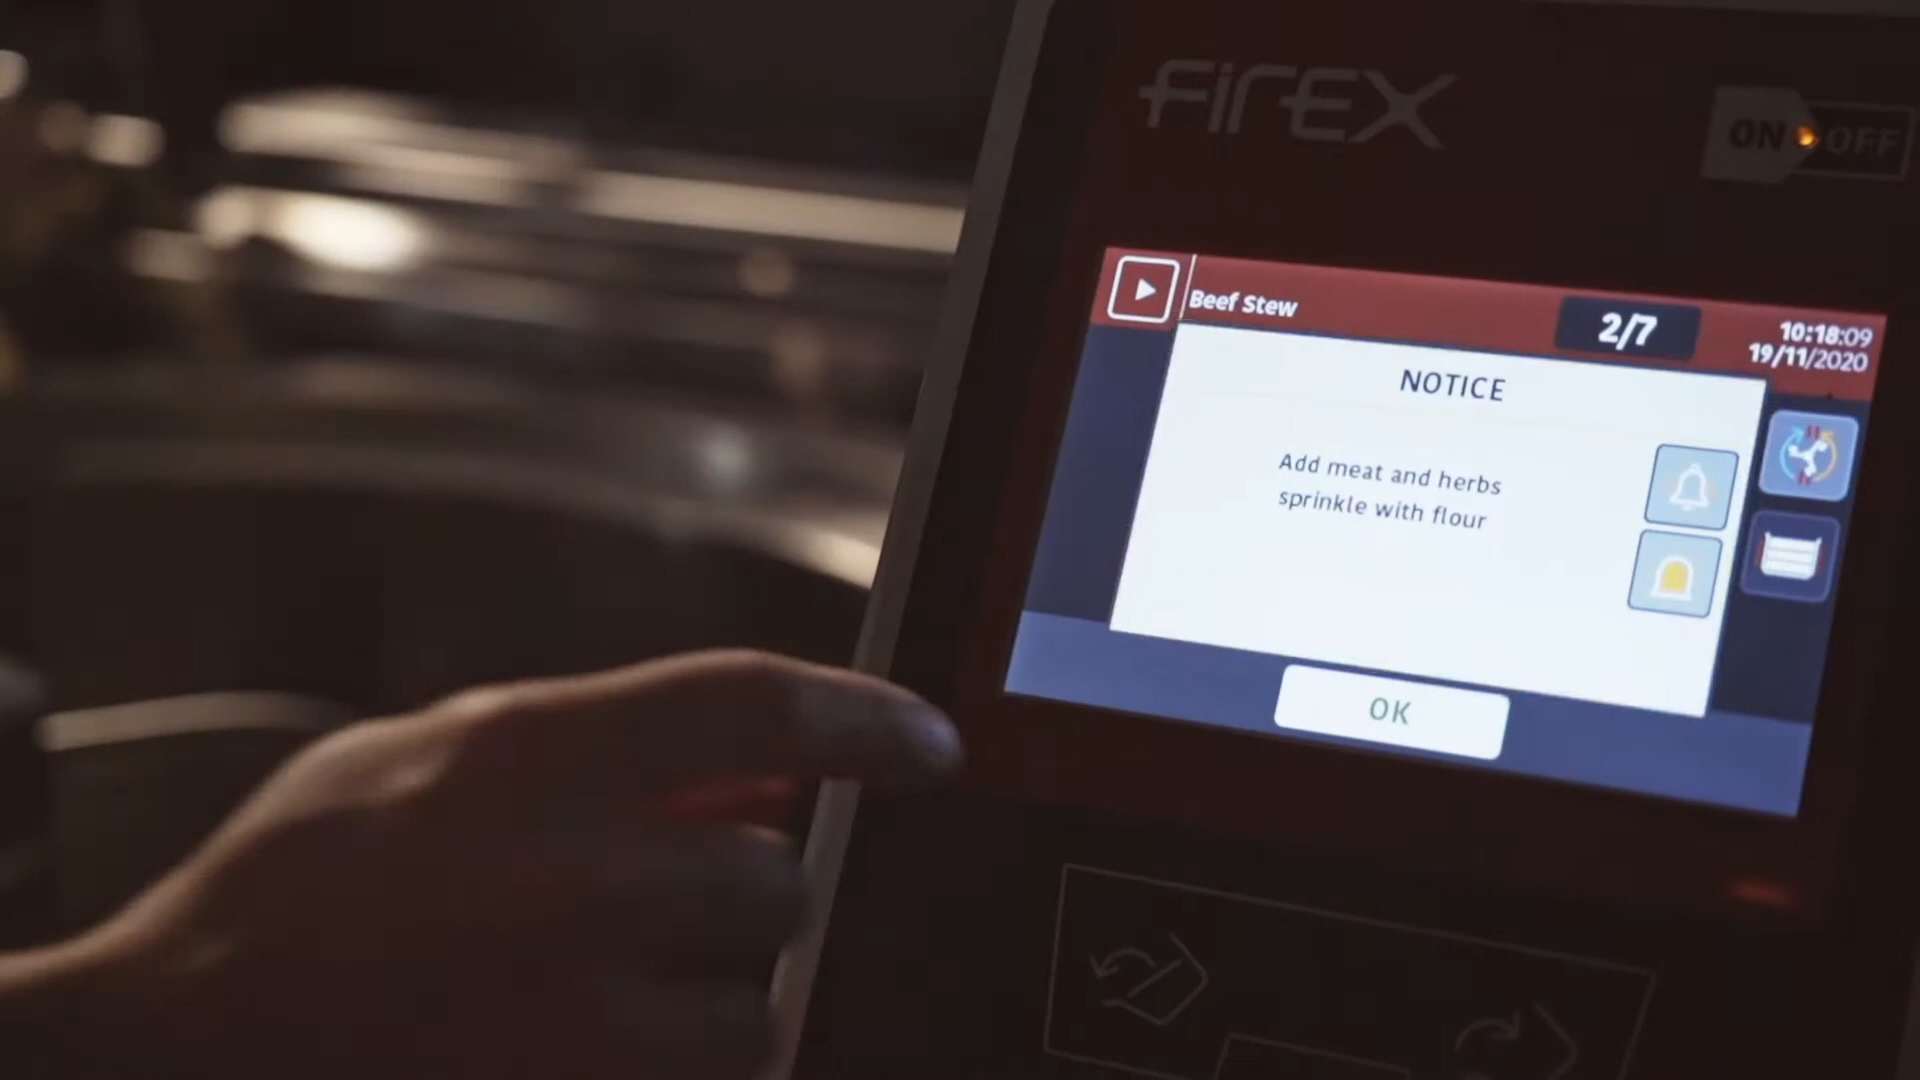 FIREX
ON OFF
Beef Stew
2/7
10:18:09
19/11/2020
NOTICE
Add meat and herbs
sprinkle with flour
OK